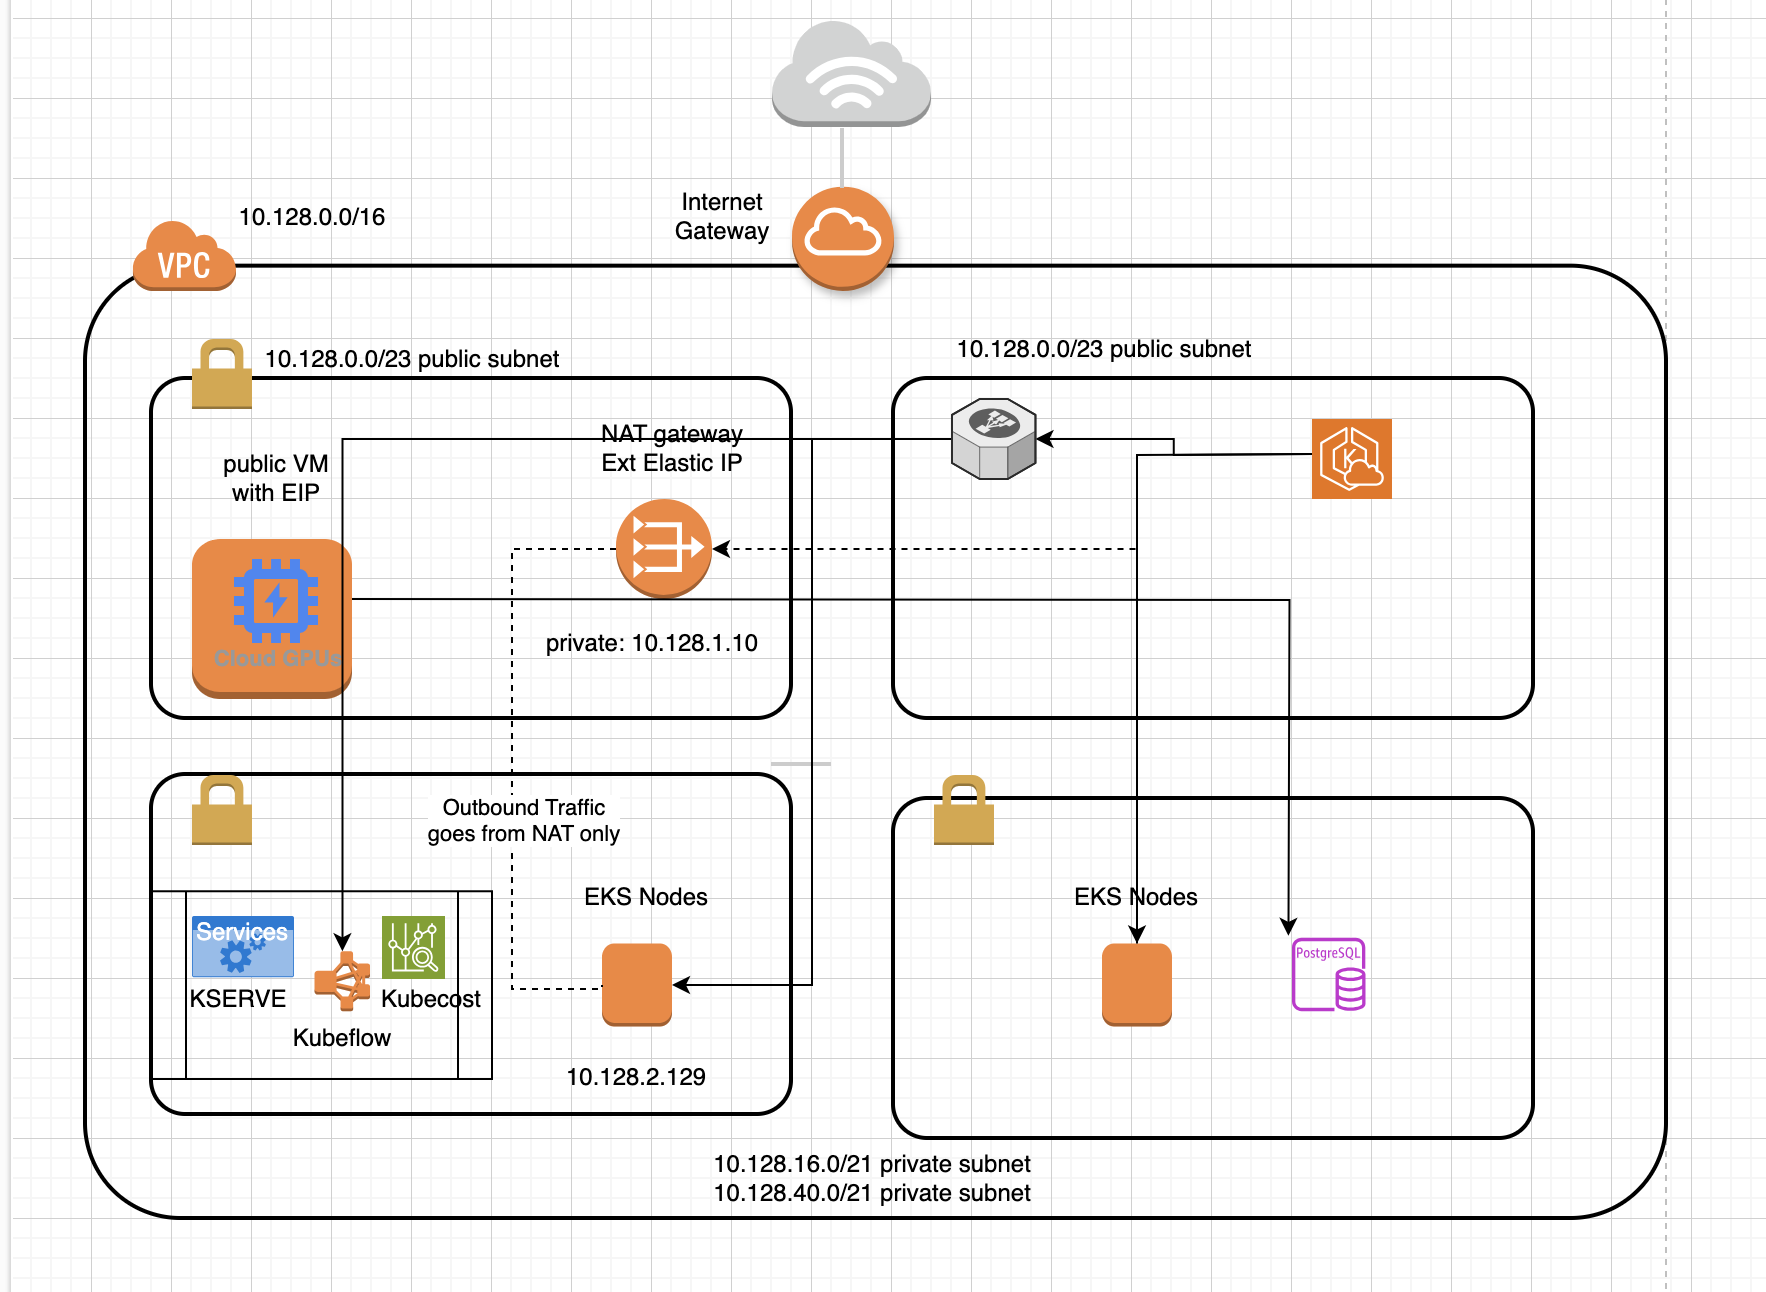 Internet
Gateway
10.128.0.0/16
VPC
10.128.0.0/23 public subnet
10.128.0.0/23 public subnet
NAT gateway
Ext Elastic IP
public VM
with EIP
K
Cloud GPUs
private: 10.128.1.10
Outbound Traffic
goes from NAT only
EKS Nodes
EKS Nodes
Services
KSERVE
Kubecost
Kubeflow
PostgreSQL
10.128.2.129
10.128.16.0/21 private subnet
10.128.40.0/21 private subnet